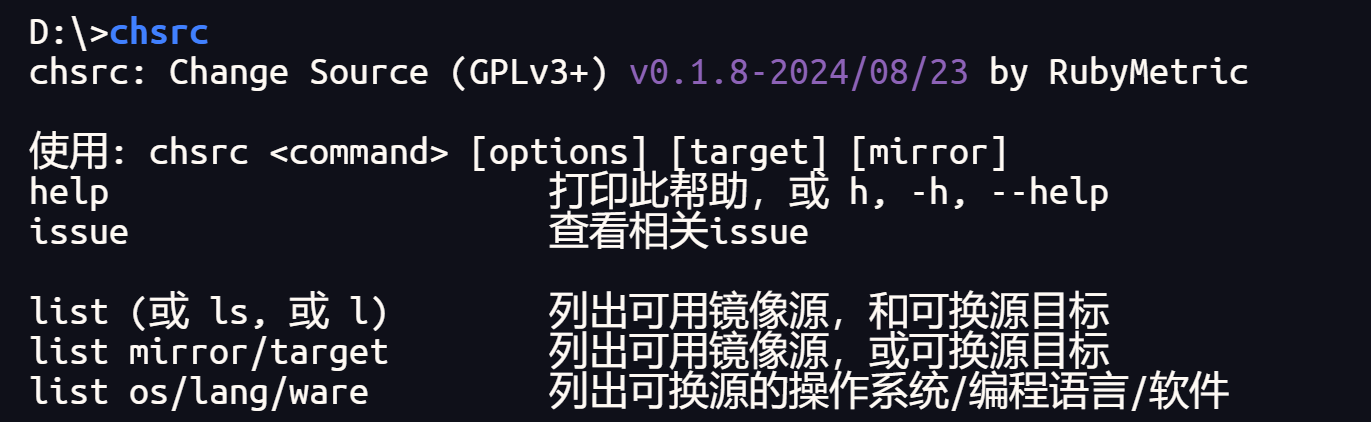 D:\>chsrc
chsrc: Change Source (GPLv3+) v0.1.8-2024/08/23 by RubyMetric
使用: chsrc <command> [options] [target] [mirror]
help 打印此帮助，或 h, -h, --help
issue 查看相关issue
list (或 ls, 或 l) 列出可用镜像源，和可换源目标
list mirror/target 列出可用镜像源，或可换源目标
list os/lang/ware 列出可换源的操作系统/编程语言/软件